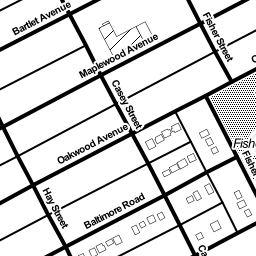 Bartlet Avenue
Fisher Street
Maplewood Avenue
Casey Street
Oakwood Avenue
Hay Street
Baltimore Road